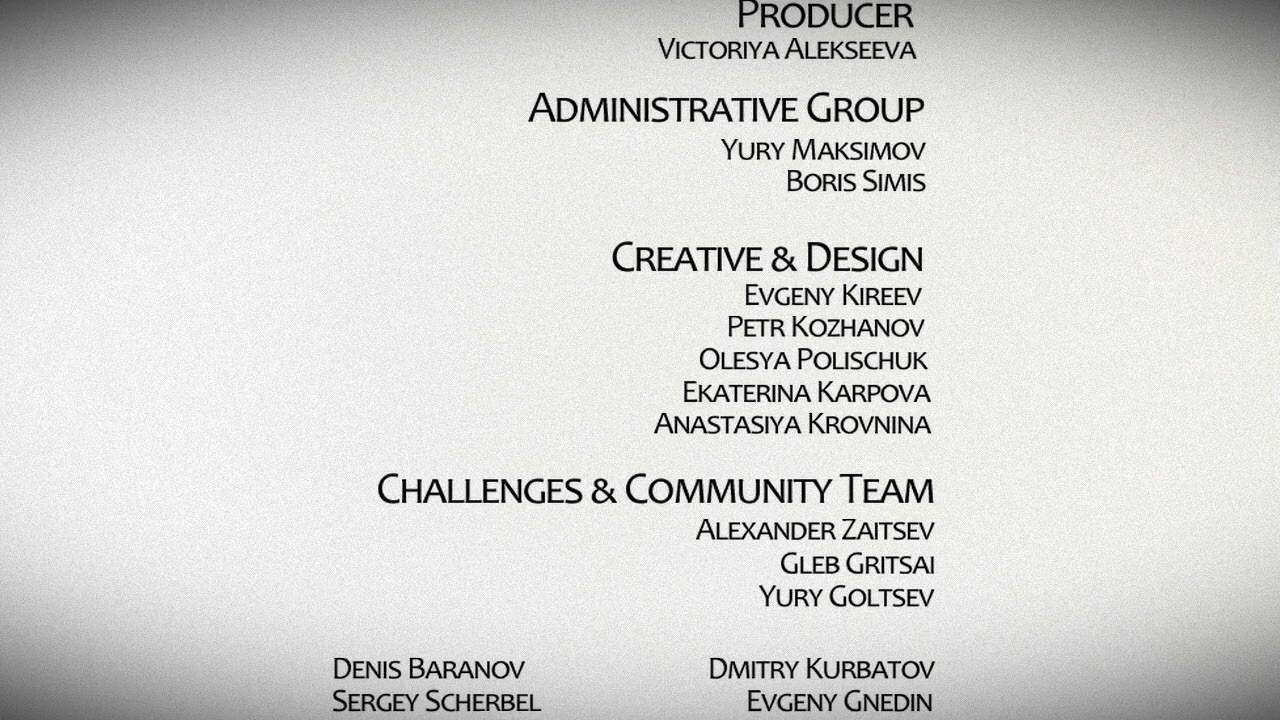 Producer
Victoriya Alekseeva
Administrative Group
Yury Maksimov
Boris Simis
Creative & Design
Evgeny Kireev
Petr Kozhanov
Olesya Polischuk
Ekaterina Karpova
Anastasiya Krovnina
Challenges & Community Team
Alexander Zaitsev
Gleb Gritsai
Yury Goltsev
Denis Baranov Dmitry Kurbatov
Sergey Scherbel Evgeny Gnedin